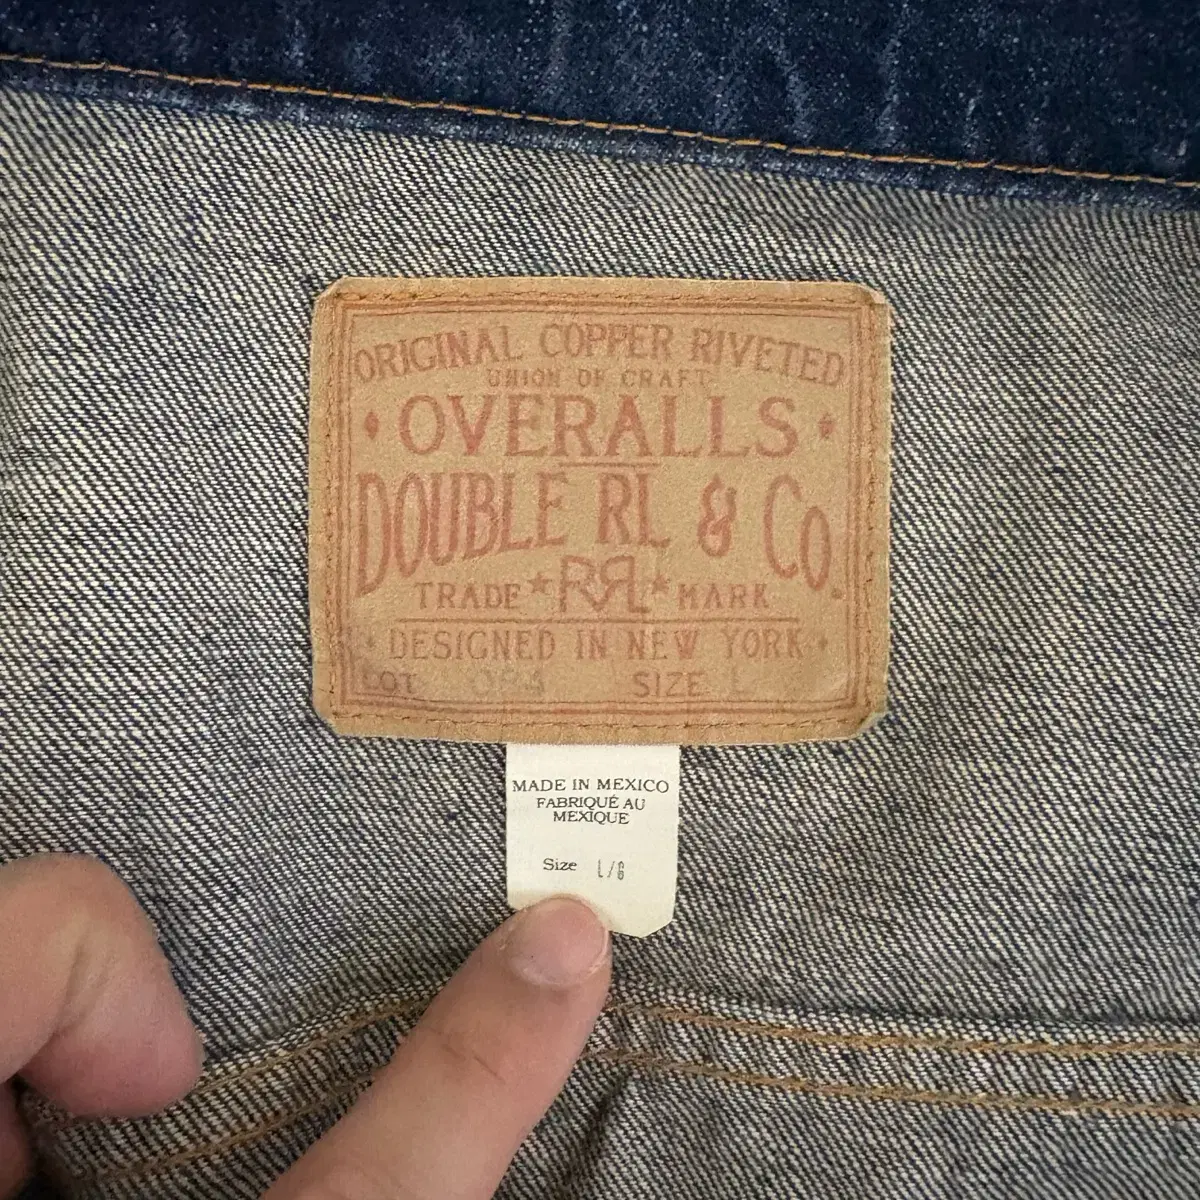 ORIGINAL COPPER RIVETED
UNION OF CRAFT
OVERALLS
DOUBLE RL & CO.
TRADE ★ RRL ★ MARK
DESIGNED IN NEW YORK
LOT 084 SIZE L
MADE IN MEXICO
FABRIQUÉ AU
MEXIQUE
Size L/G